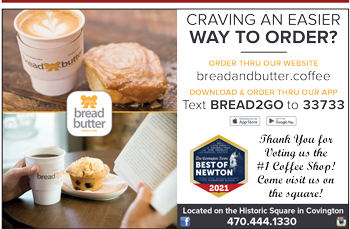 CRAVING AN EASIER
WAY TO ORDER?
ORDER THRU OUR WEBSITE
breadandbutter.coffee
DOWNLOAD & ORDER THRU OUR APP
Text BREAD2GO to 33733
App Store
Google Play
bread
butter
bread
butter
bread
The Covington News
BEST OF
NEWTON
2021
Thank You for
Voting us the
#1 Coffee Shop!
Come visit us on
the square!
Located on the Historic Square in Covington
470.444.1330